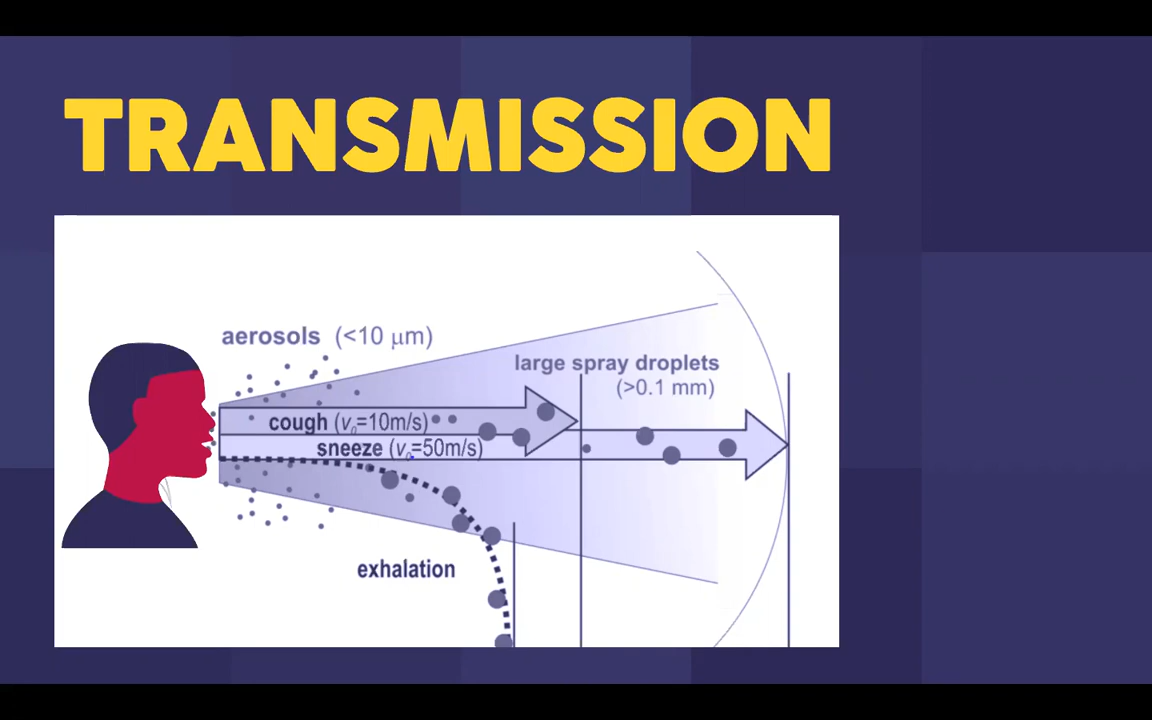 TRANSMISSION
aerosols (<10 μm)
large spray droplets
(>0.1 mm)
cough (v₀=10m/s)
sneeze (v₀=50m/s)
exhalation